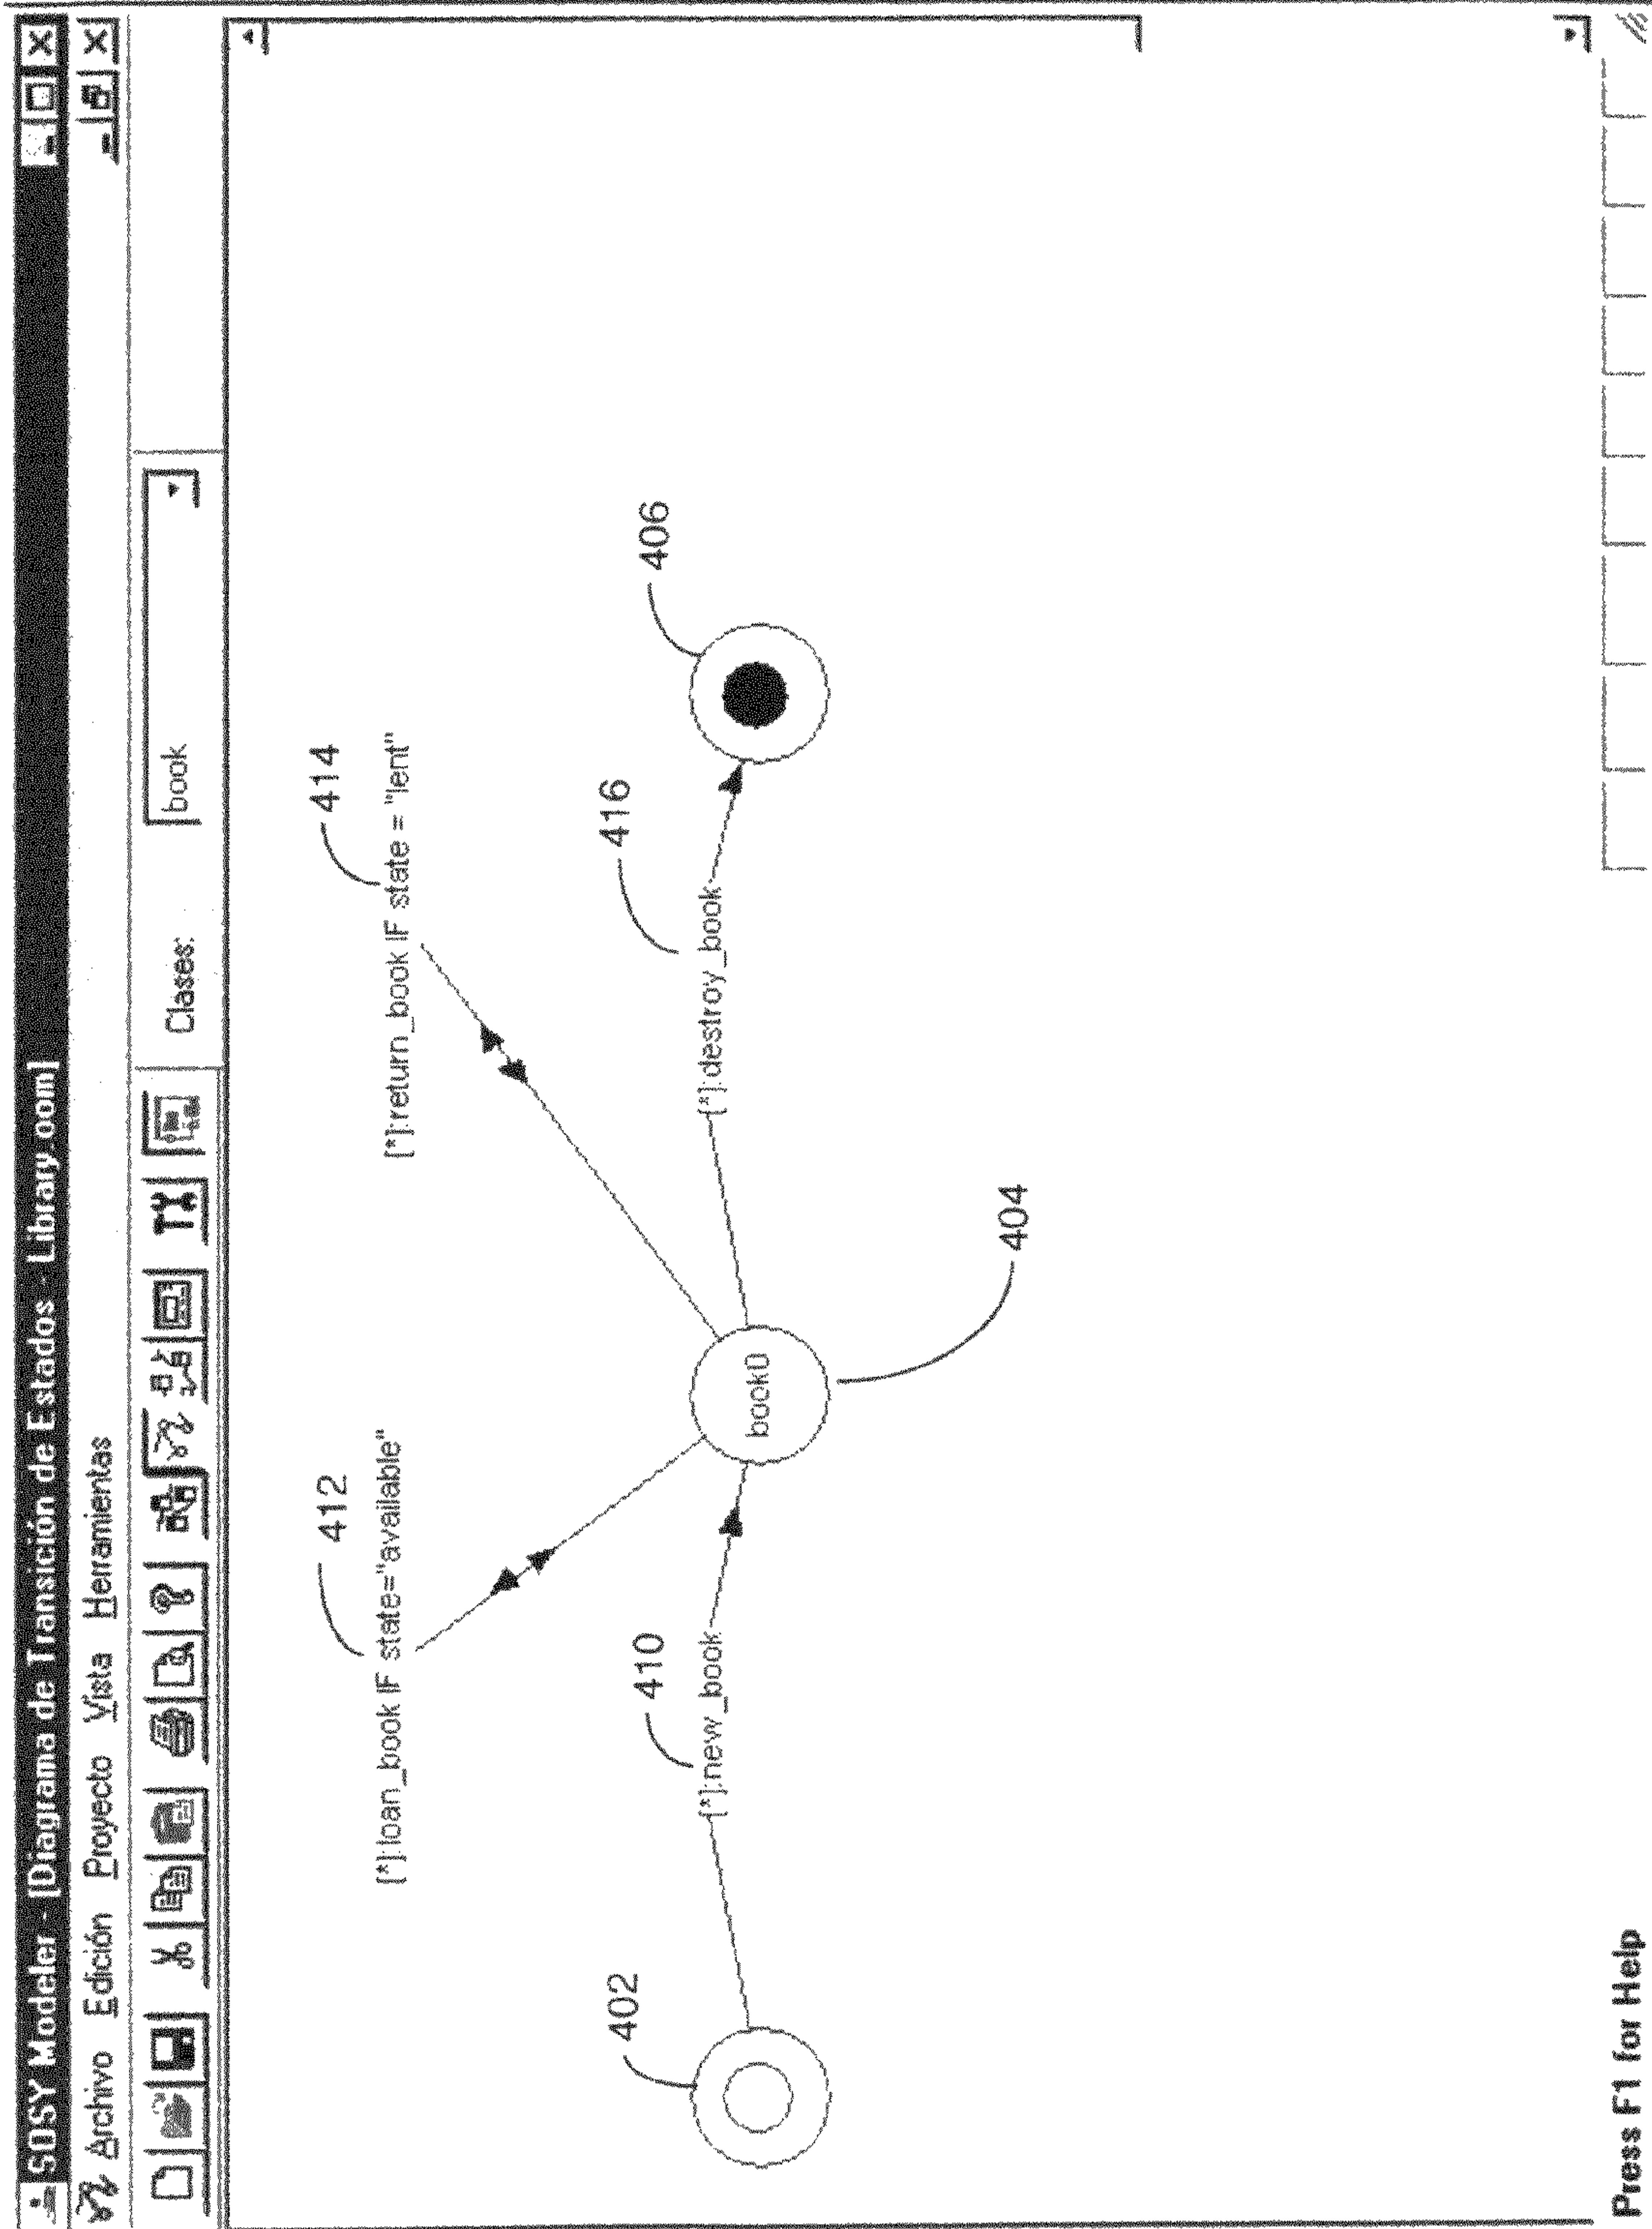 SOSY Modeler - [Diagrama de Transición de Estados - Library.oom]
Archivo Edición Proyecto Vista Herramientas
Clases: book
412
414
[*]:loan_book IF state="available"
[*]:return_book IF state = "lent"
402
410
416
406
[*]:new_book
[*]:destroy_book
book0
404
Press F1 for Help